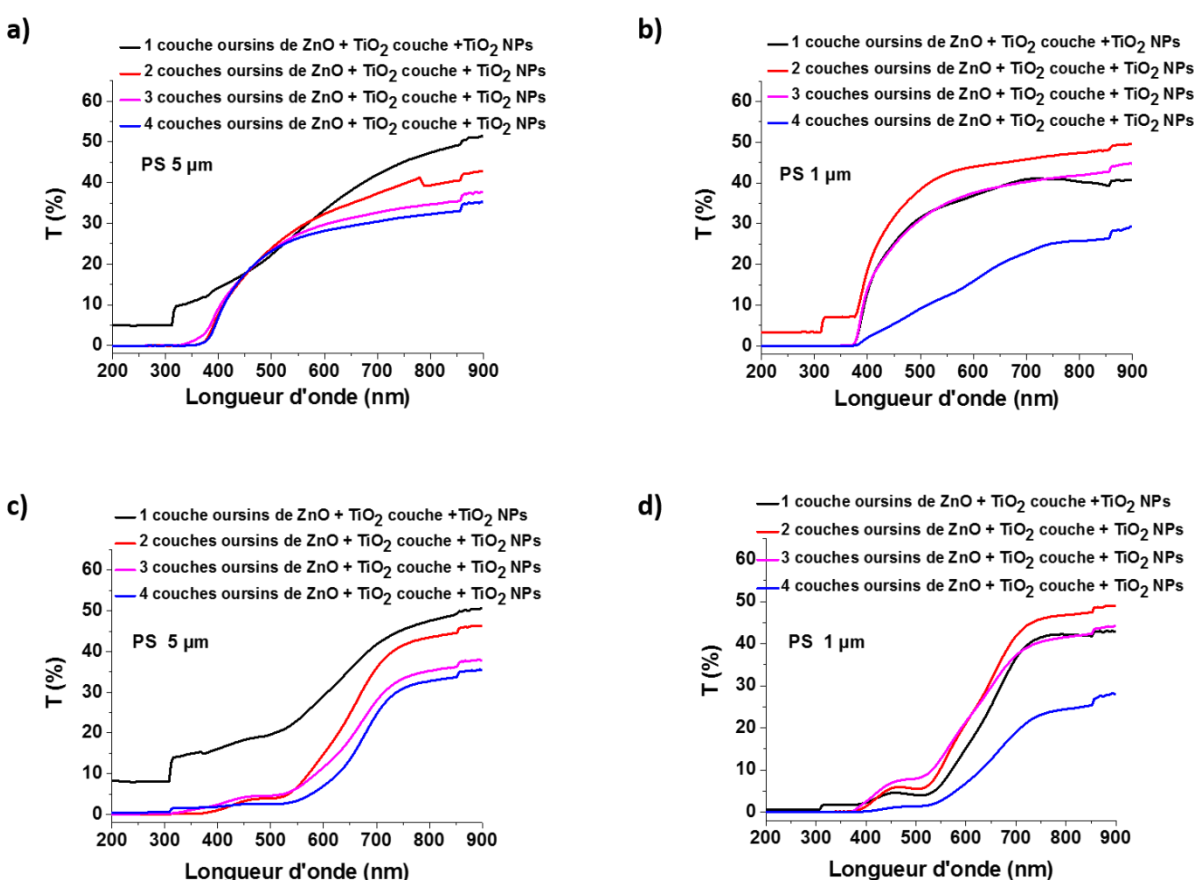 a)
1 couche oursins de ZnO + TiO2 couche +TiO2 NPs
2 couches oursins de ZnO + TiO2 couche + TiO2 NPs
3 couches oursins de ZnO + TiO2 couche + TiO2 NPs
4 couches oursins de ZnO + TiO2 couche + TiO2 NPs
PS 5 µm
T (%)
60
50
40
30
20
10
0
200 300 400 500 600 700 800 900
Longueur d'onde (nm)
b)
1 couche oursins de ZnO + TiO2 couche +TiO2 NPs
2 couches oursins de ZnO + TiO2 couche + TiO2 NPs
3 couches oursins de ZnO + TiO2 couche + TiO2 NPs
4 couches oursins de ZnO + TiO2 couche + TiO2 NPs
PS 1 µm
T (%)
60
50
40
30
20
10
0
200 300 400 500 600 700 800 900
Longueur d'onde (nm)
c)
1 couche oursins de ZnO + TiO2 couche +TiO2 NPs
2 couches oursins de ZnO + TiO2 couche + TiO2 NPs
3 couches oursins de ZnO + TiO2 couche + TiO2 NPs
4 couches oursins de ZnO + TiO2 couche + TiO2 NPs
PS 5 µm
T (%)
60
50
40
30
20
10
0
200 300 400 500 600 700 800 900
Longueur d'onde (nm)
d)
1 couche oursins de ZnO + TiO2 couche +TiO2 NPs
2 couches oursins de ZnO + TiO2 couche + TiO2 NPs
3 couches oursins de ZnO + TiO2 couche + TiO2 NPs
4 couches oursins de ZnO + TiO2 couche + TiO2 NPs
PS 1 µm
T (%)
60
50
40
30
20
10
0
200 300 400 500 600 700 800 900
Longueur d'onde (nm)